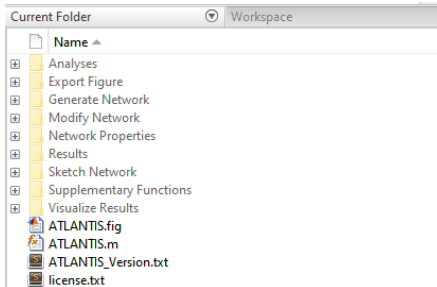 Current Folder Workspace
Name
Analyses
Export Figure
Generate Network
Modify Network
Network Properties
Results
Sketch Network
Supplementary Functions
Visualize Results
ATLANTIS.fig
ATLANTIS.m
ATLANTIS_Version.txt
license.txt